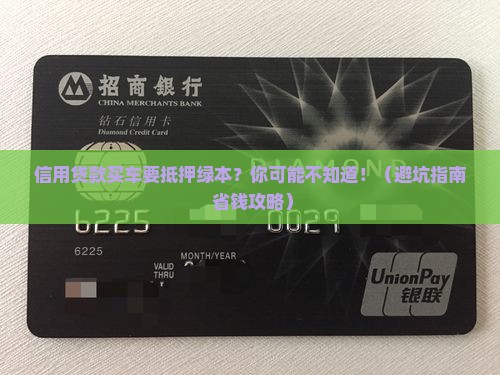 招商銀行
CHINA MERCHANTS BANK
钻石信用卡
Diamond Credit Card
DIAMOND
信用贷款买车要抵押绿本？你可能不知道！（避坑指南
省钱攻略）
6225 0029
6225
MONTH/YEAR
VALID
THRU
UnionPay
银联